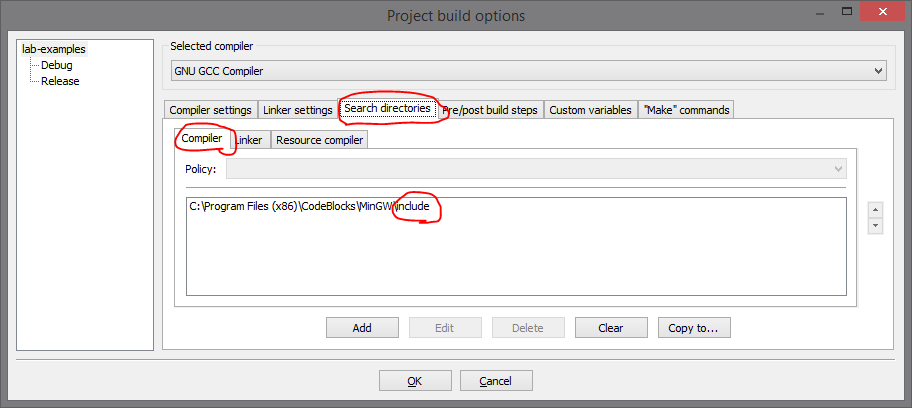 Project build options
lab-examples
Debug
Release
Selected compiler
GNU GCC Compiler
Compiler settings Linker settings Search directories Pre/post build steps Custom variables "Make" commands
Compiler Linker Resource compiler
Policy:
C:\Program Files (x86)\CodeBlocks\MinGW\include
Add Edit Delete Clear Copy to...
OK Cancel